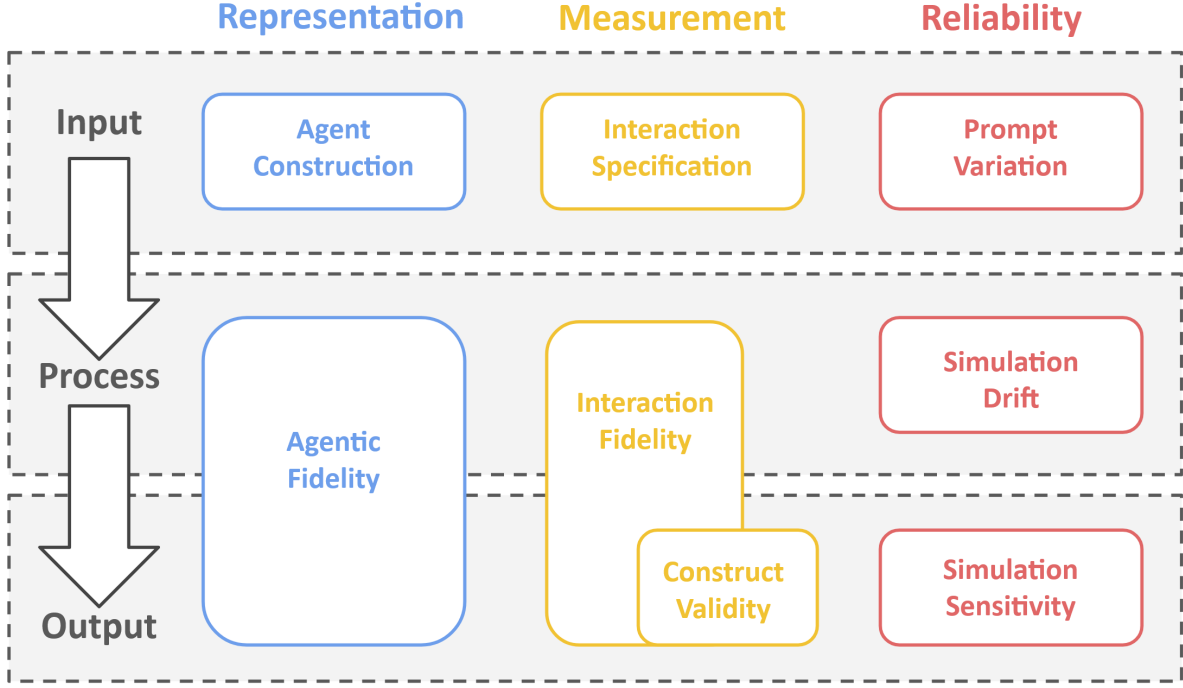 Representation
Measurement
Reliability
Input
Agent
Construction
Interaction
Specification
Prompt
Variation
Process
Agentic
Fidelity
Interaction
Fidelity
Simulation
Drift
Output
Construct
Validity
Simulation
Sensitivity